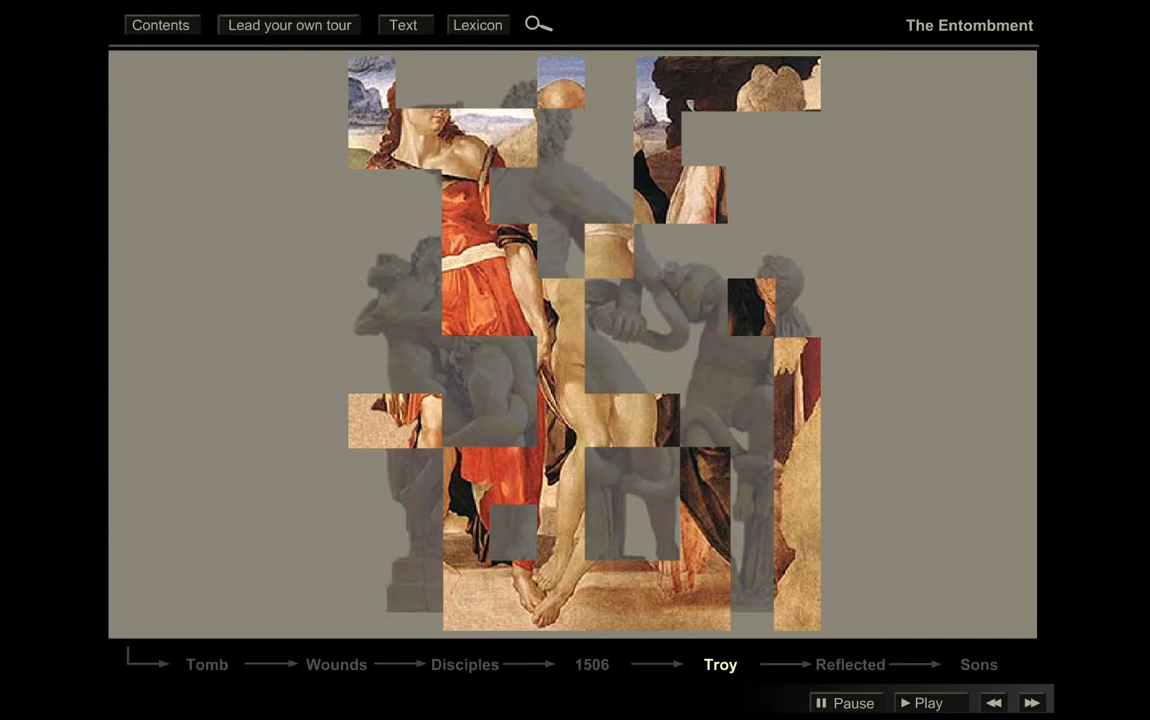 Contents Lead your own tour Text Lexicon The Entombment
Tomb Wounds Disciples 1506 Troy Reflected Sons
Pause Play